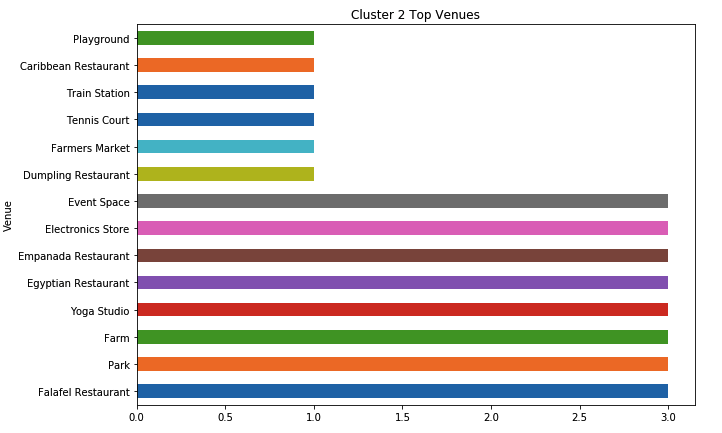 Cluster 2 Top Venues
Playground
Caribbean Restaurant
Train Station
Tennis Court
Farmers Market
Dumpling Restaurant
Event Space
Electronics Store
Empanada Restaurant
Egyptian Restaurant
Yoga Studio
Farm
Park
Falafel Restaurant
Venue
0.0 0.5 1.0 1.5 2.0 2.5 3.0